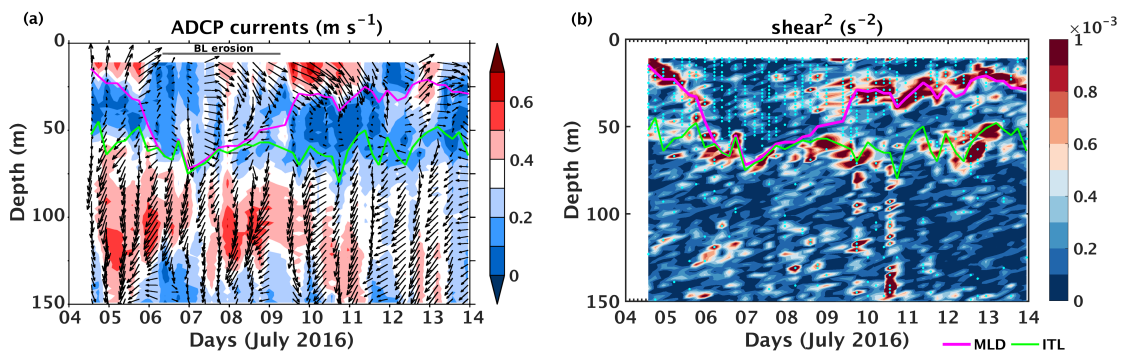 (a) ADCP currents (m s⁻¹)
BL erosion
0
50
100
150
Depth (m)
04 05 06 07 08 09 10 11 12 13 14
Days (July 2016)
0.6
0.4
0.2
0
(b) shear² (s⁻²)
×10⁻³
0
50
100
150
Depth (m)
04 05 06 07 08 09 10 11 12 13 14
Days (July 2016)
1
0.8
0.6
0.4
0.2
0
MLD ITL